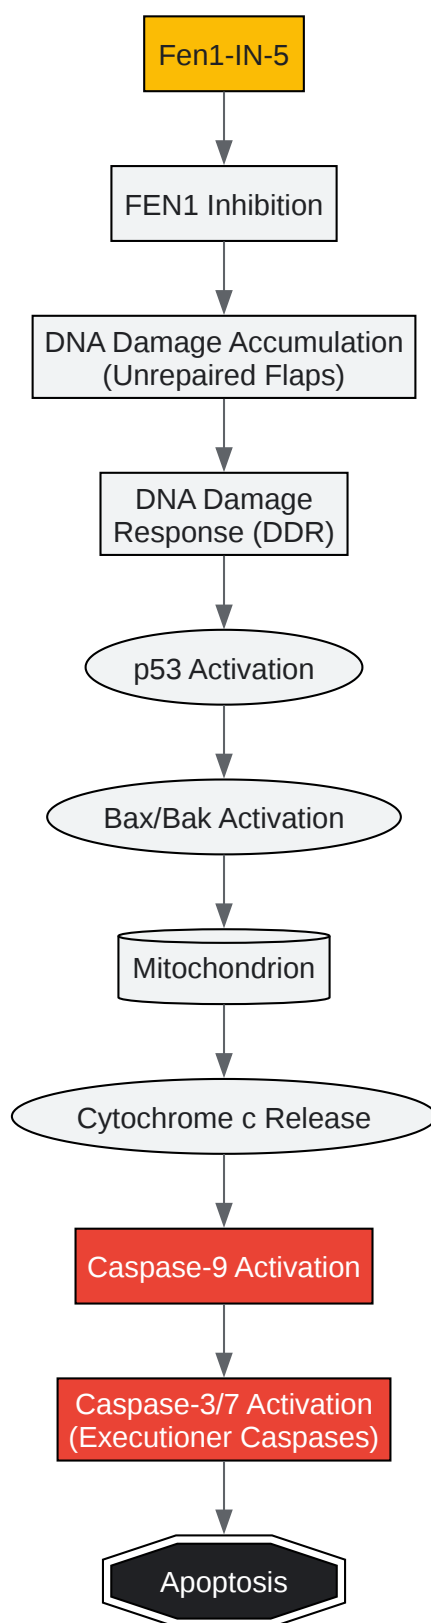 Fen1-IN-5
FEN1 Inhibition
DNA Damage Accumulation
(Unrepaired Flaps)
DNA Damage
Response (DDR)
p53 Activation
Bax/Bak Activation
Mitochondrion
Cytochrome c Release
Caspase-9 Activation
Caspase-3/7 Activation
(Executioner Caspases)
Apoptosis